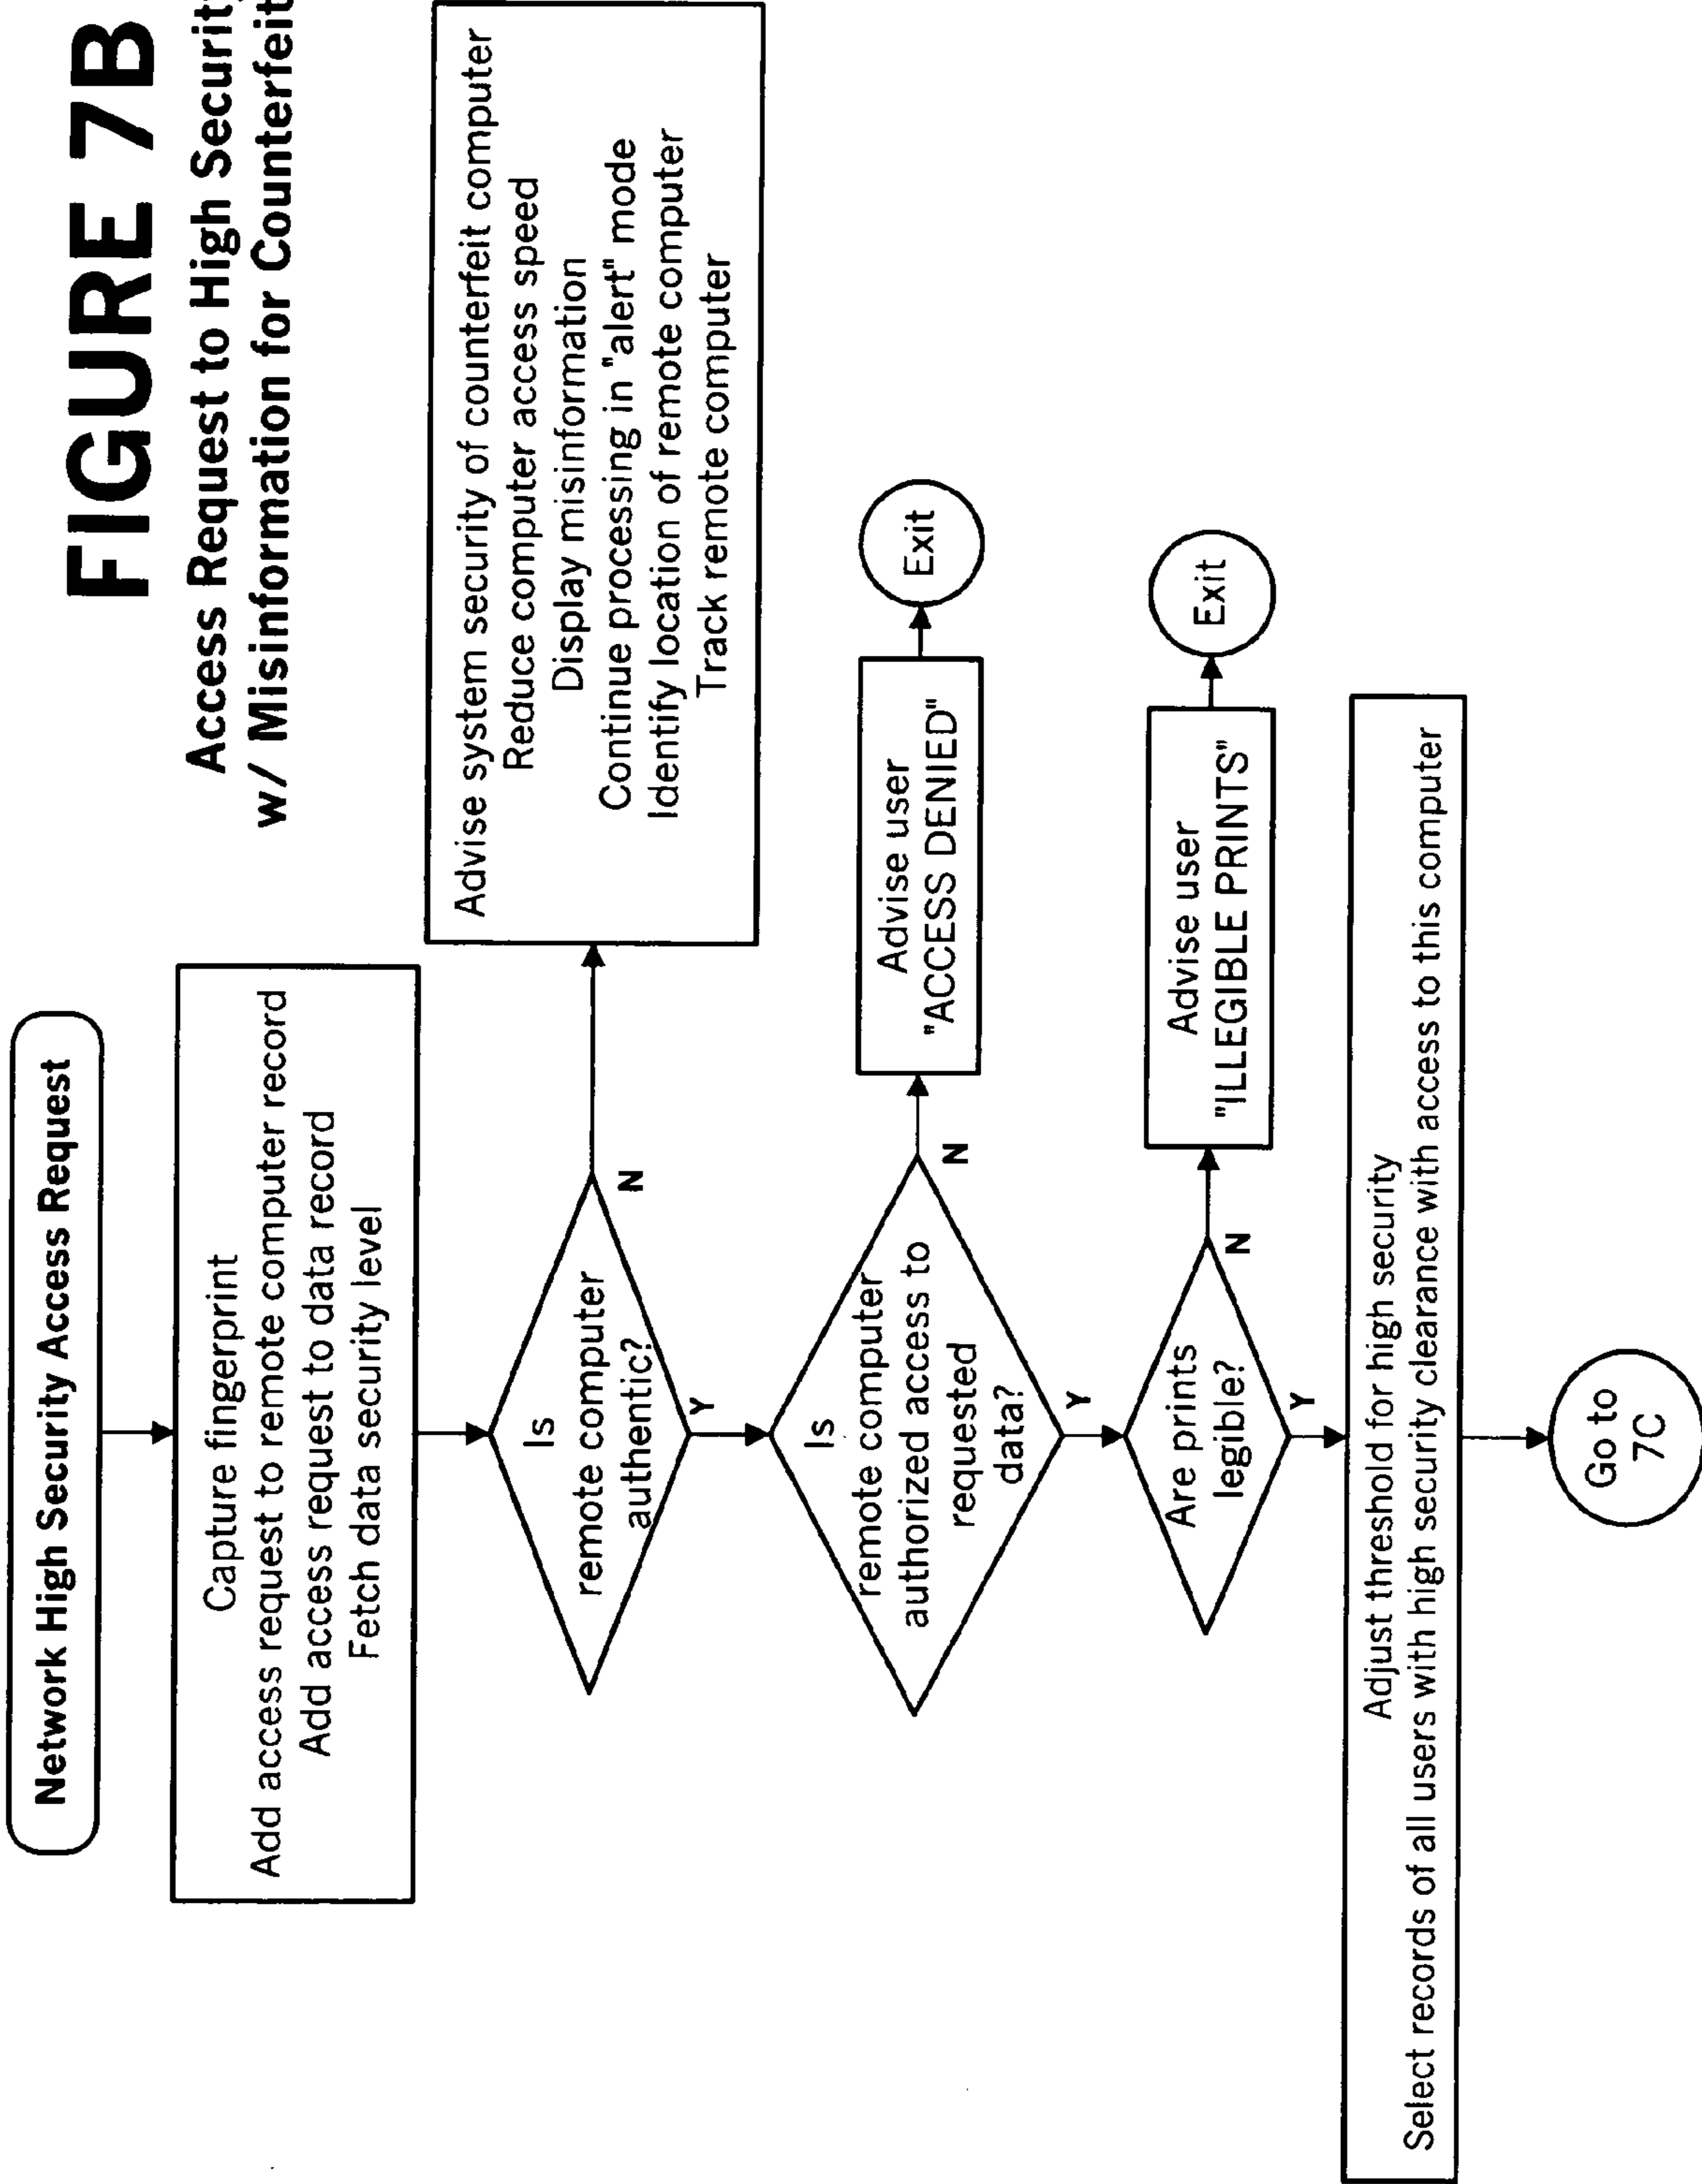 FIGURE 7B
Access Request to High Security
w/ Misinformation for Counterfeit
Network High Security Access Request
Capture fingerprint
Add access request to remote computer record
Add access request to data record
Fetch data security level
Is
remote computer
authentic?
N
Y
Advise system security of counterfeit computer
Reduce computer access speed
Display misinformation
Continue processing in "alert" mode
Identify location of remote computer
Track remote computer
Is
remote computer
authorized access to
requested
data?
N
Y
Advise user
"ACCESS DENIED"
Exit
Are prints
legible?
N
Y
Advise user
"ILLEGIBLE PRINTS"
Exit
Adjust threshold for high security
Select records of all users with high security clearance with access to this computer
Go to
7C